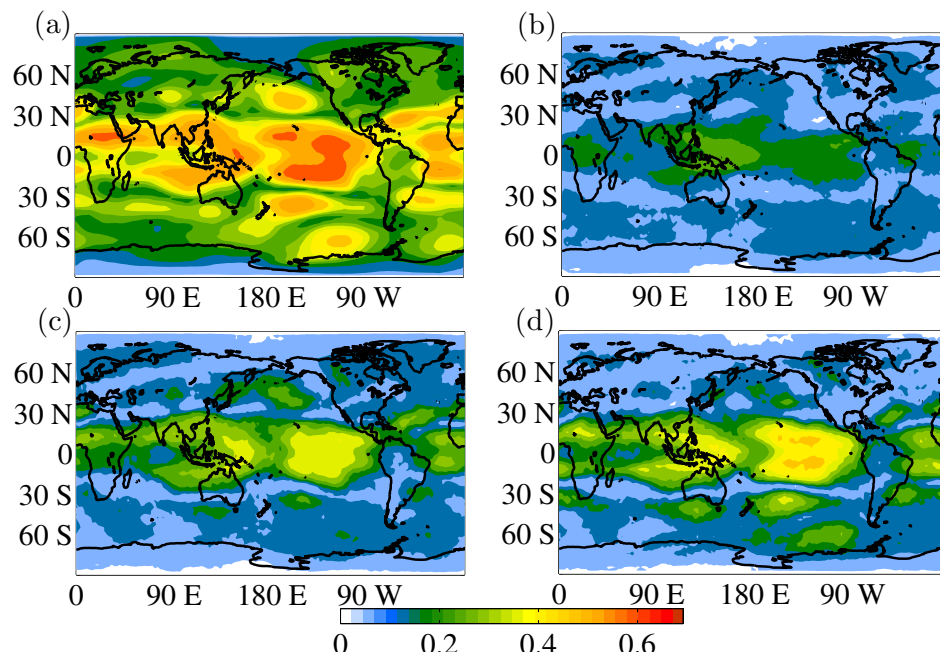 (a) (b)
60 N 60 N
30 N 30 N
0 0
30 S 30 S
60 S 60 S
0 90 E 180 E 90 W 0 90 E 180 E 90 W
(c) (d)
60 N 60 N
30 N 30 N
0 0
30 S 30 S
60 S 60 S
0 90 E 180 E 90 W 0 90 E 180 E 90 W
0 0.2 0.4 0.6